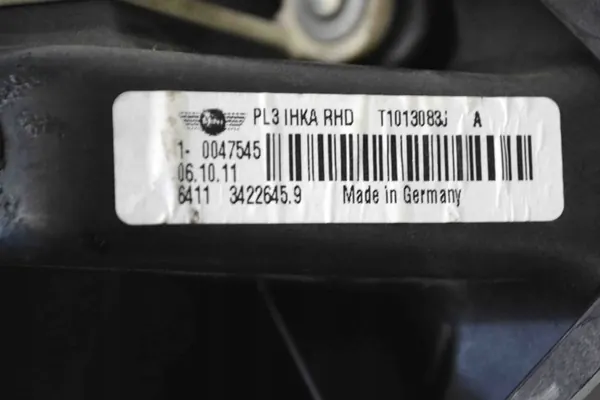 PL3 IHKA RHD T1013083J A
1- 0047545
06.10.11
6411 3422645.9 Made in Germany